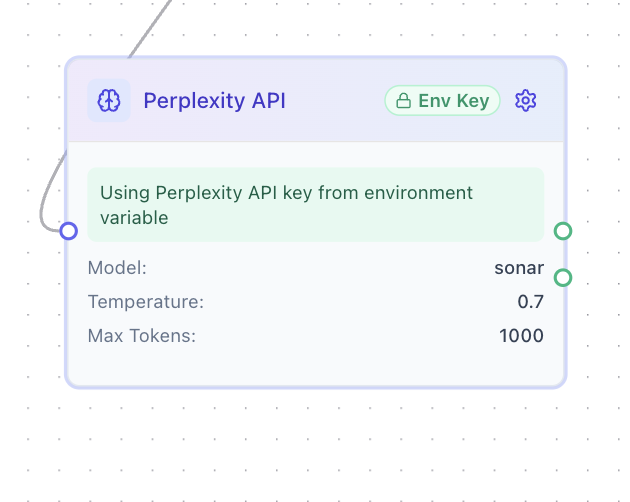 Perplexity API
Env Key
Using Perplexity API key from environment
variable
Model: sonar
Temperature: 0.7
Max Tokens: 1000